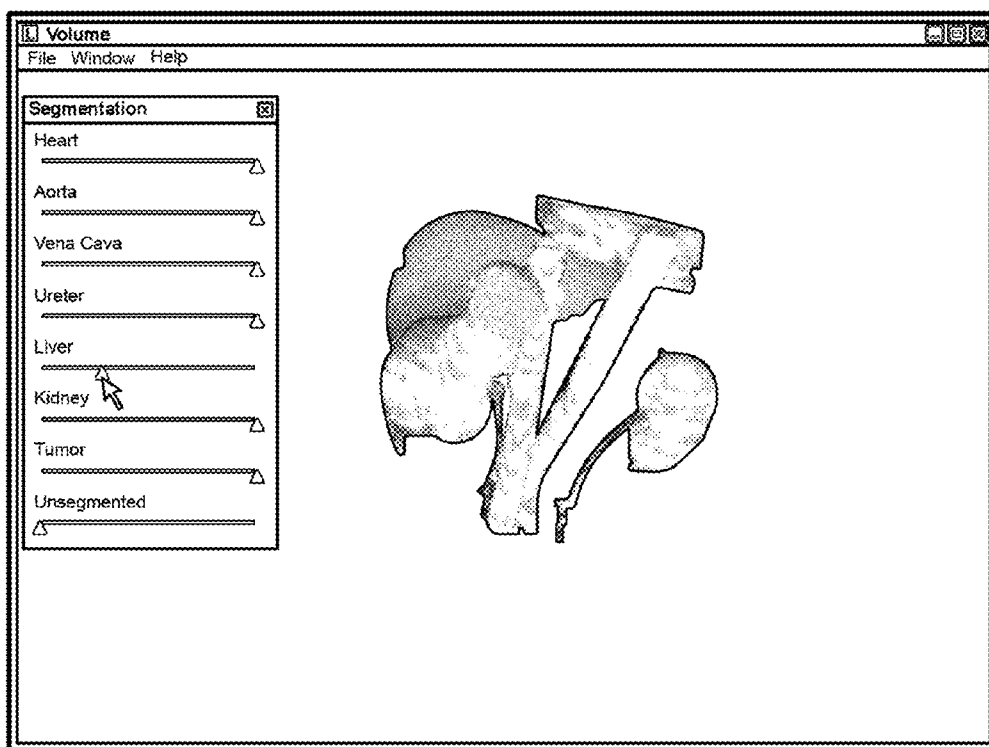 Volume
File Window Help
Segmentation
Heart
Aorta
Vena Cava
Ureter
Liver
Kidney
Tumor
Unsegmented